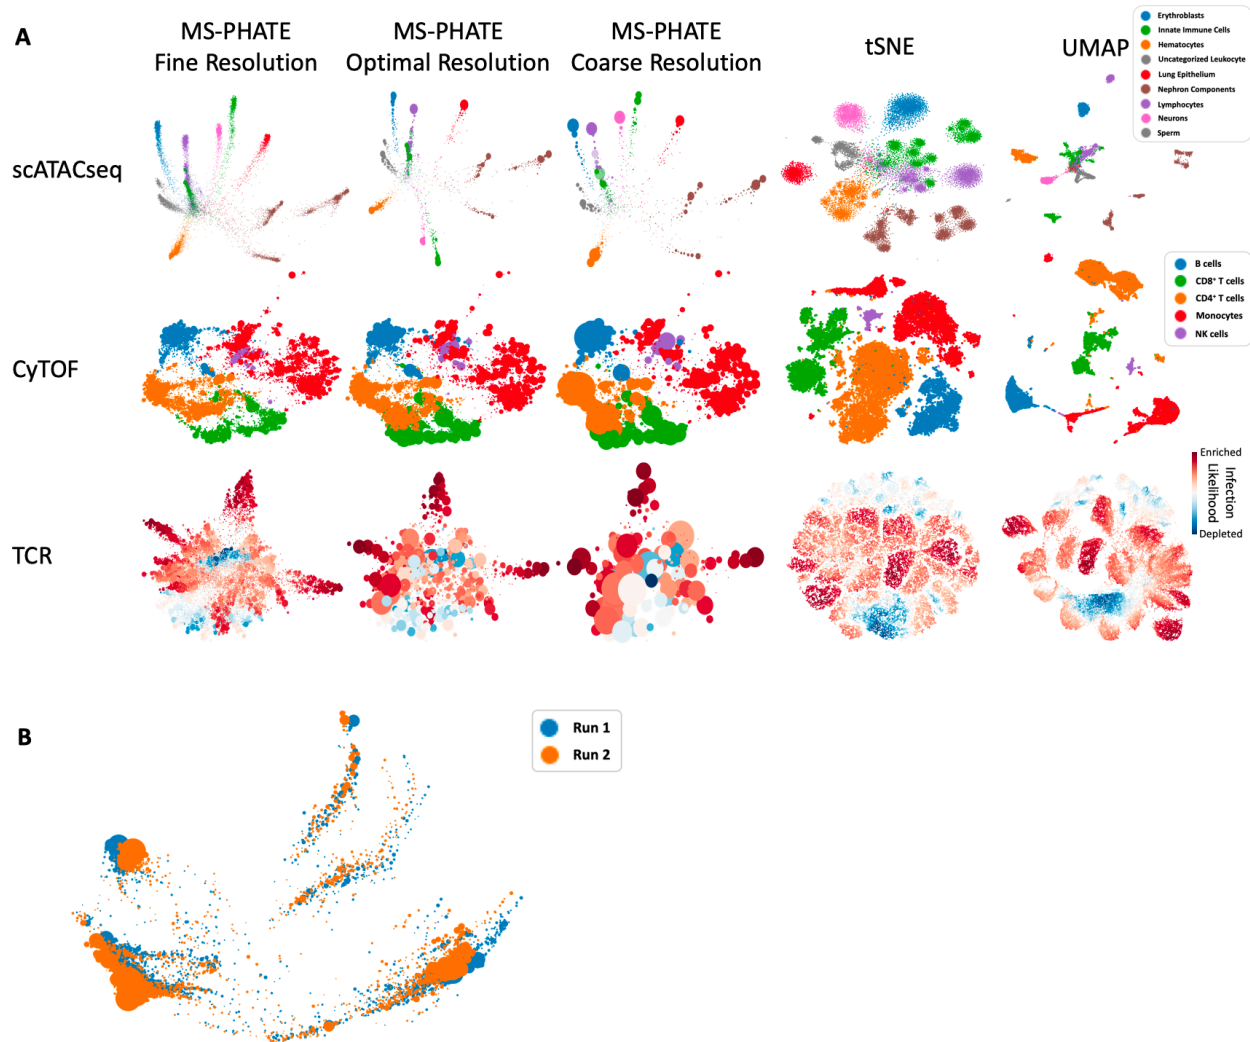 A
MS-PHATE
Fine Resolution
MS-PHATE
Optimal Resolution
MS-PHATE
Coarse Resolution
tSNE
UMAP
Erythroblasts
Innate Immune Cells
Hematocytes
Uncategorized Leukocyte
Lung Epithelium
Nephron Components
Lymphocytes
Neurons
Sperm
scATACseq
B cells
CD8⁺ T cells
CD4⁺ T cells
Monocytes
NK cells
CyTOF
Enriched
Infection
Likelihood
Depleted
TCR
B
Run 1
Run 2